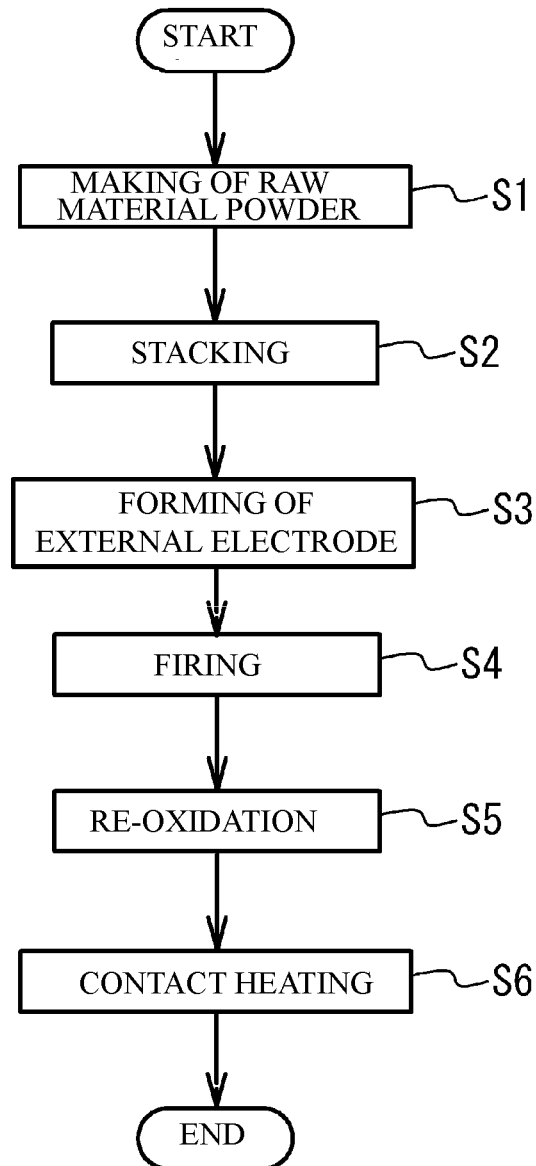 START
MAKING OF RAW
MATERIAL POWDER
S1
STACKING
S2
FORMING OF
EXTERNAL ELECTRODE
S3
FIRING
S4
RE-OXIDATION
S5
CONTACT HEATING
S6
END